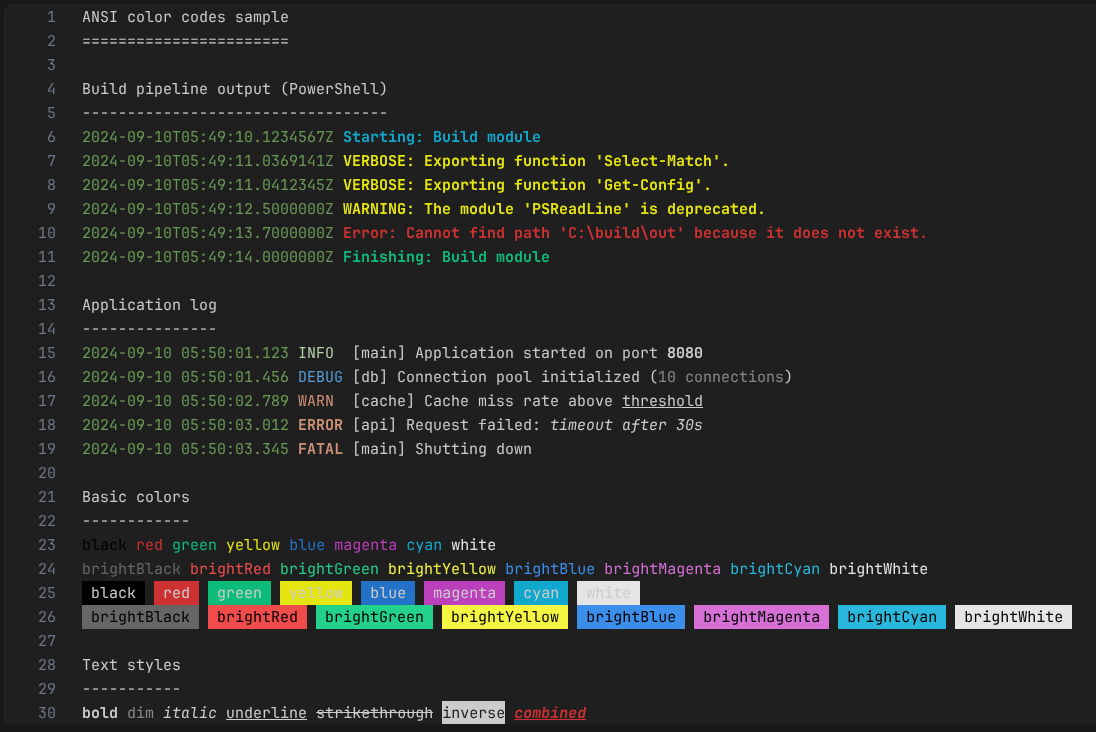 1 ANSI color codes sample
2 =======================
3
4 Build pipeline output (PowerShell)
5 ----------------------------------
6 2024-09-10T05:49:10.1234567Z Starting: Build module
7 2024-09-10T05:49:11.0369141Z VERBOSE: Exporting function 'Select-Match'.
8 2024-09-10T05:49:11.0412345Z VERBOSE: Exporting function 'Get-Config'.
9 2024-09-10T05:49:12.5000000Z WARNING: The module 'PSReadLine' is deprecated.
10 2024-09-10T05:49:13.7000000Z Error: Cannot find path 'C:\build\out' because it does not exist.
11 2024-09-10T05:49:14.0000000Z Finishing: Build module
12
13 Application log
14 ---------------
15 2024-09-10 05:50:01.123 INFO  [main] Application started on port 8080
16 2024-09-10 05:50:01.456 DEBUG [db] Connection pool initialized (10 connections)
17 2024-09-10 05:50:02.789 WARN  [cache] Cache miss rate above threshold
18 2024-09-10 05:50:03.012 ERROR [api] Request failed: timeout after 30s
19 2024-09-10 05:50:03.345 FATAL [main] Shutting down
20
21 Basic colors
22 ------------
23 black red green yellow blue magenta cyan white
24 brightBlack brightRed brightGreen brightYellow brightBlue brightMagenta brightCyan brightWhite
25 black red green yellow blue magenta cyan white
26 brightBlack brightRed brightGreen brightYellow brightBlue brightMagenta brightCyan brightWhite
27
28 Text styles
29 -----------
30 bold dim italic underline strikethrough inverse combined